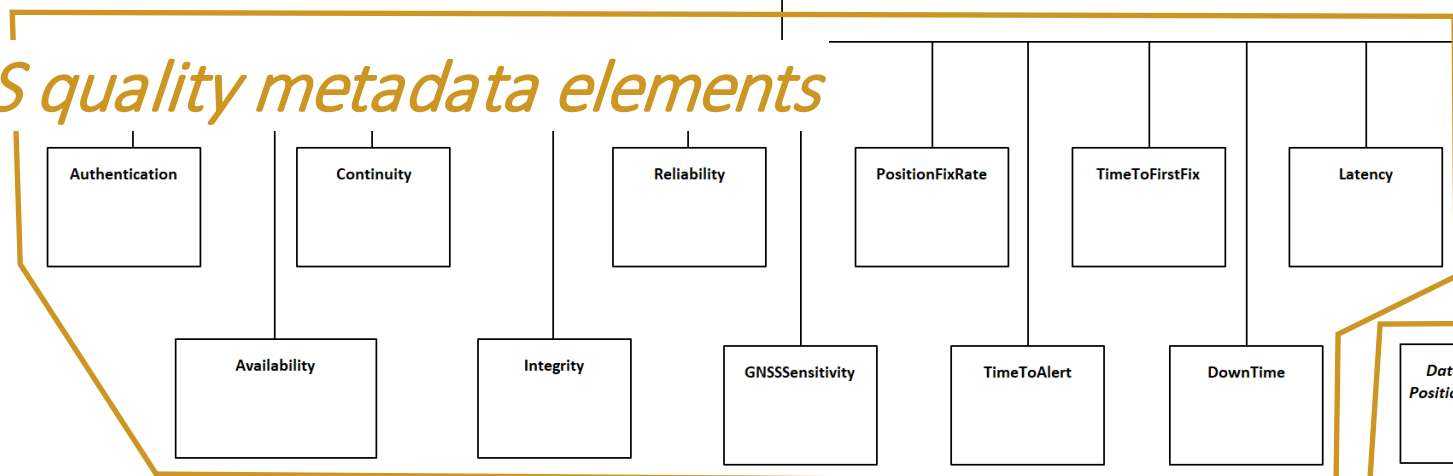 S quality metadata elements
Authentication
Continuity
Reliability
PositionFixRate
TimeToFirstFix
Latency
Availability
Integrity
GNSSSensitivity
TimeToAlert
DownTime